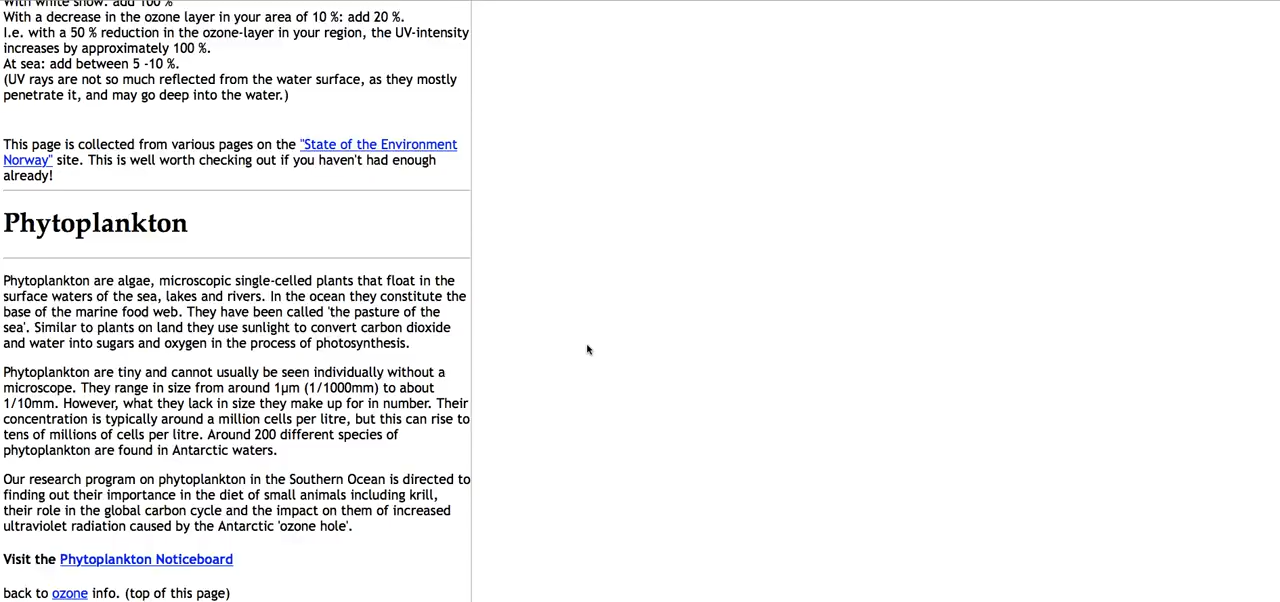 With white snow: add 100 %
With a decrease in the ozone layer in your area of 10 %: add 20 %.
I.e. with a 50 % reduction in the ozone-layer in your region, the UV-intensity
increases by approximately 100 %.
At sea: add between 5 -10 %.
(UV rays are not so much reflected from the water surface, as they mostly
penetrate it, and may go deep into the water.)
This page is collected from various pages on the "State of the Environment
Norway" site. This is well worth checking out if you haven't had enough
already!
Phytoplankton
Phytoplankton are algae, microscopic single-celled plants that float in the
surface waters of the sea, lakes and rivers. In the ocean they constitute the
base of the marine food web. They have been called 'the pasture of the
sea'. Similar to plants on land they use sunlight to convert carbon dioxide
and water into sugars and oxygen in the process of photosynthesis.
Phytoplankton are tiny and cannot usually be seen individually without a
microscope. They range in size from around 1µm (1/1000mm) to about
1/10mm. However, what they lack in size they make up for in number. Their
concentration is typically around a million cells per litre, but this can rise to
tens of millions of cells per litre. Around 200 different species of
phytoplankton are found in Antarctic waters.
Our research program on phytoplankton in the Southern Ocean is directed to
finding out their importance in the diet of small animals including krill,
their role in the global carbon cycle and the impact on them of increased
ultraviolet radiation caused by the Antarctic 'ozone hole'.
Visit the Phytoplankton Noticeboard
back to ozone info. (top of this page)